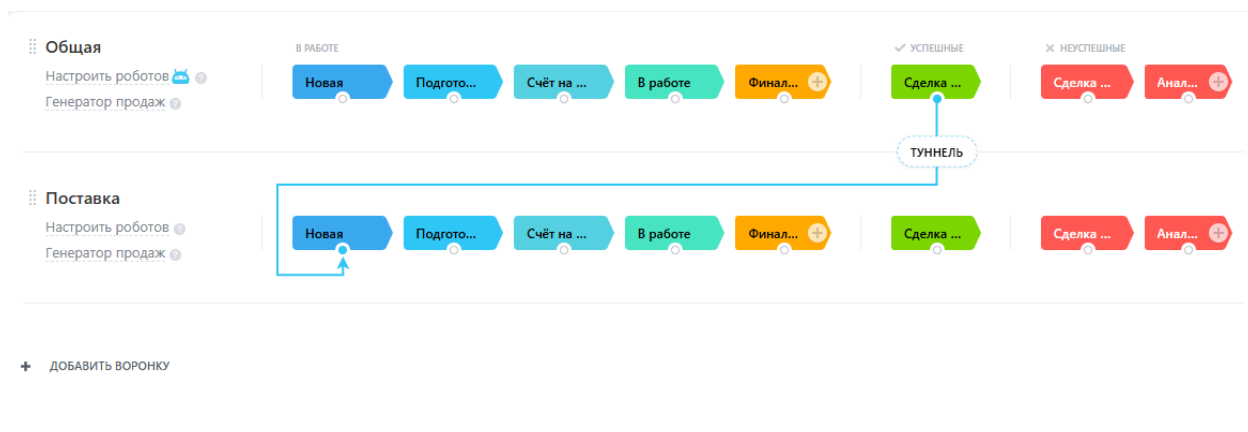 Общая
В РАБОТЕ
УСПЕШНЫЕ
НЕУСПЕШНЫЕ
Настроить роботов
Генератор продаж
Новая
Подгото...
Счёт на ...
В работе
Финал...
Сделка ...
Сделка ...
Анал...
ТУННЕЛЬ
Поставка
Настроить роботов
Генератор продаж
Новая
Подгото...
Счёт на ...
В работе
Финал...
Сделка ...
Сделка ...
Анал...
ДОБАВИТЬ ВОРОНКУ